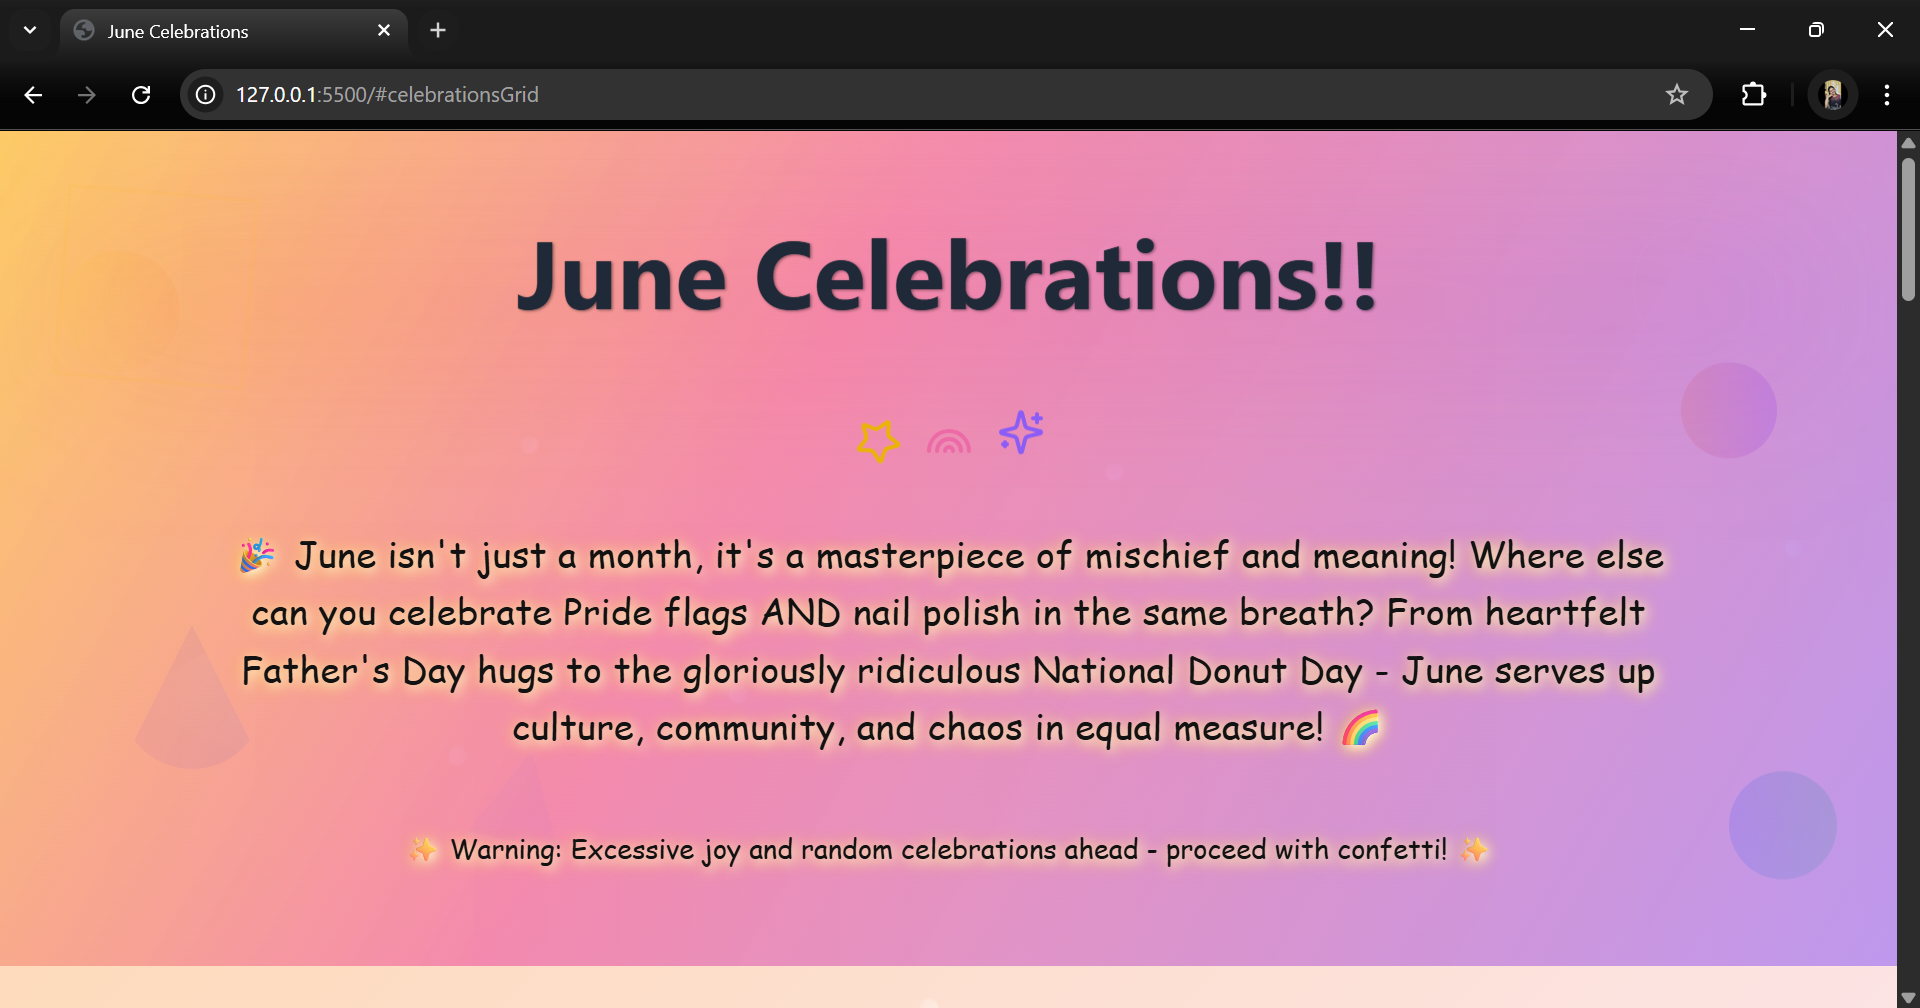 June Celebrations
127.0.0.1:5500/#celebrationsGrid
June Celebrations!!
🎉 June isn't just a month, it's a masterpiece of mischief and meaning! Where else
can you celebrate Pride flags AND nail polish in the same breath? From heartfelt
Father's Day hugs to the gloriously ridiculous National Donut Day - June serves up
culture, community, and chaos in equal measure! 🌈
✨ Warning: Excessive joy and random celebrations ahead - proceed with confetti! ✨